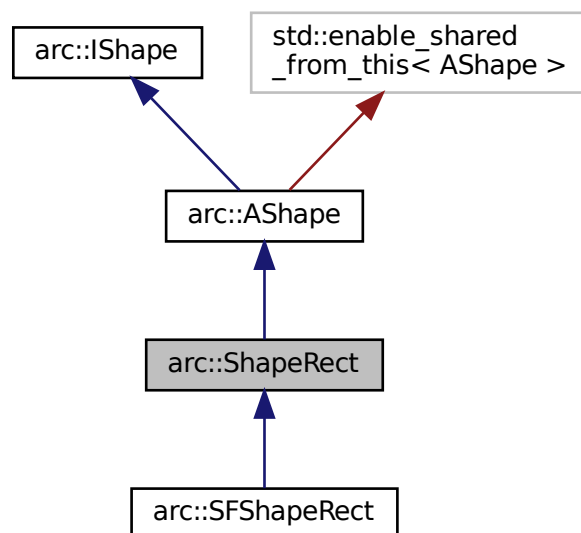 arc::IShape
std::enable_shared
_from_this< AShape >
arc::AShape
arc::ShapeRect
arc::SFShapeRect